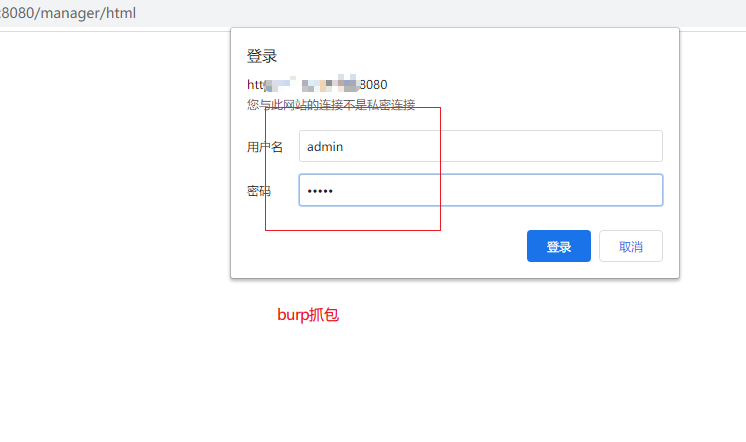 :8080/manager/html
登录
htt
:8080
您与此网站的连接不是私密连接
用户名 admin
密码 •••••
登录 取消
burp抓包